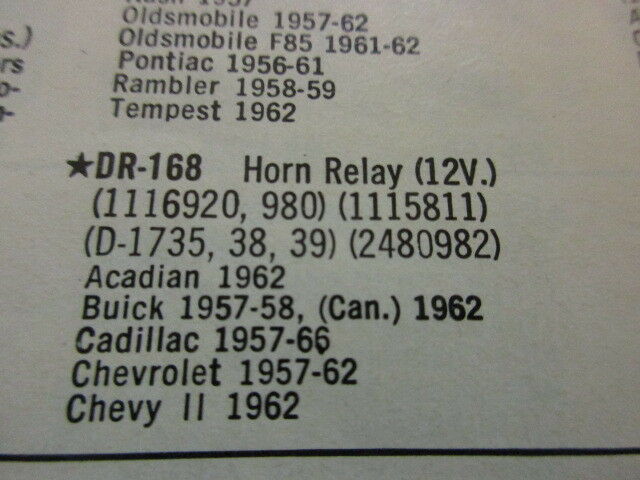 Nash 1957
Oldsmobile 1957-62
Oldsmobile F85 1961-62
Pontiac 1956-61
Rambler 1958-59
Tempest 1962
★DR-168 Horn Relay (12V.)
(1116920, 980) (1115811)
(D-1735, 38, 39) (2480982)
Acadian 1962
Buick 1957-58, (Can.) 1962
Cadillac 1957-66
Chevrolet 1957-62
Chevy II 1962